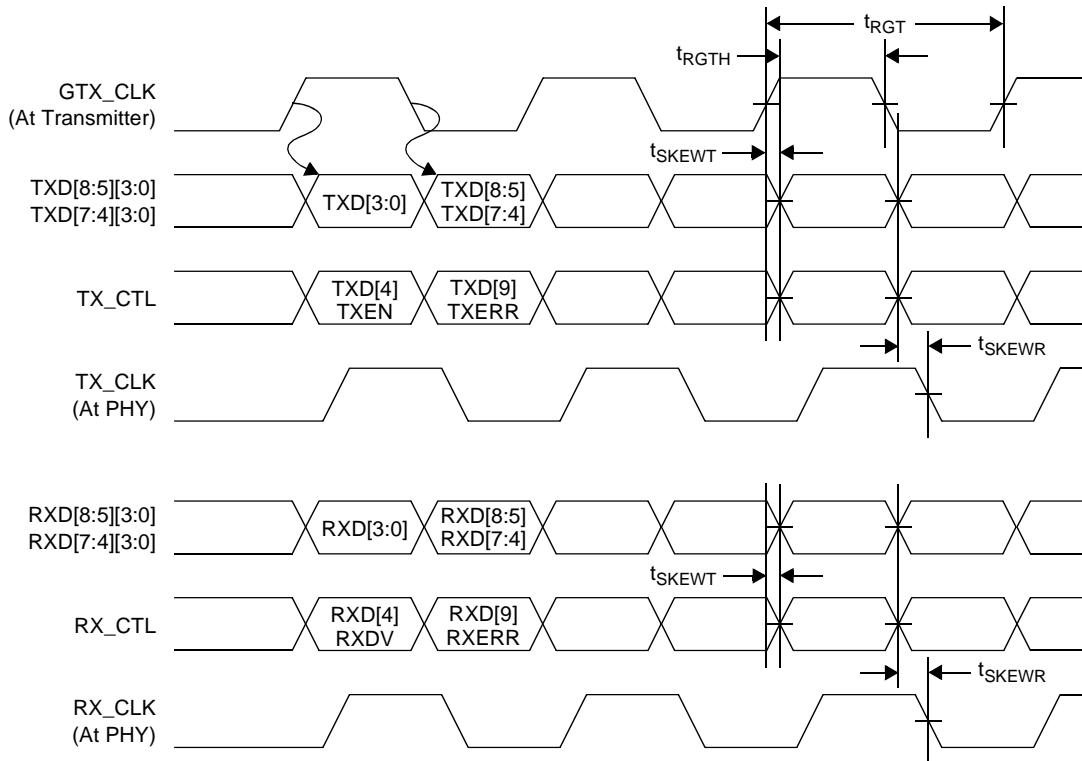 tRGT
tRGTH
GTX_CLK
(At Transmitter)
tSKEWT
TXD[8:5][3:0]
TXD[7:4][3:0]
TXD[3:0]
TXD[8:5]
TXD[7:4]
TX_CTL
TXD[4]
TXEN
TXD[9]
TXERR
tSKEWR
TX_CLK
(At PHY)
RXD[8:5][3:0]
RXD[7:4][3:0]
RXD[3:0]
RXD[8:5]
RXD[7:4]
tSKEWT
RX_CTL
RXD[4]
RXDV
RXD[9]
RXERR
tSKEWR
RX_CLK
(At PHY)